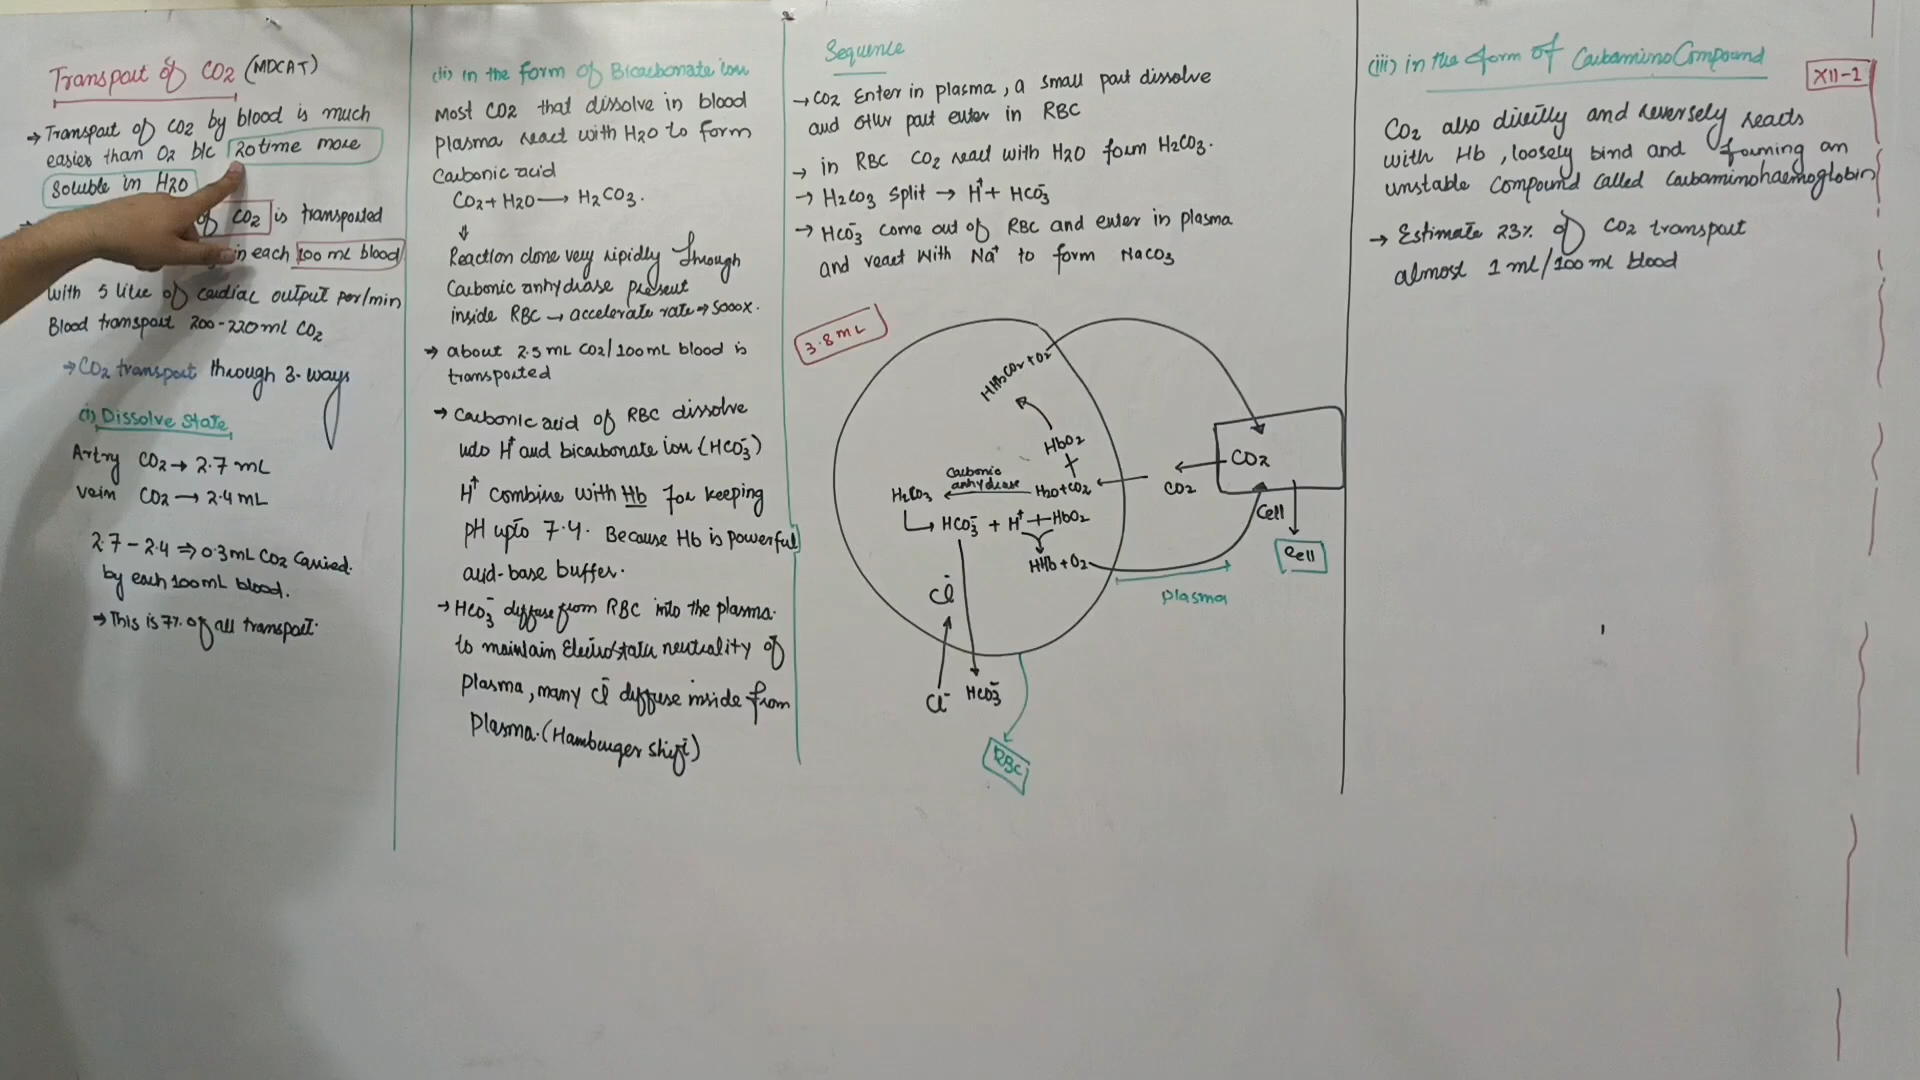 Transport of CO2 (MDCAT)
→ Transport of CO2 by blood is much
easier than O2 b/c 20 time more
soluble in H2O
of CO2 is transported
in each 100 mL blood
with 5 litre of cardiac output per/min
Blood transport 200-220ml CO2
→ CO2 transport through 3-ways
(i) Dissolve State
Artry CO2 → 2.7 mL
vein CO2 → 2.4 mL
2.7 - 2.4 ⇒ 0.3 mL CO2 Carried
by each 100mL blood.
→ This is 7% of all transport.
(ii) in the form of Bicarbonate ion
Most CO2 that dissolve in blood
plasma react with H2O to form
Carbonic acid
CO2 + H2O → H2CO3.
⇓
Reaction done very ripidly through
Carbonic anhydrase present
inside RBC → accelerate rate ⇒ 5000x.
→ about 2.5 mL CO2/100mL blood is
transported
→ Carbonic acid of RBC dissolve
into H+ and bicarbonate ion (HCO3-)
H+ combine with Hb for keeping
pH upto 7.4. Because Hb is powerful
acid-base buffer.
→ HCO3- diffuse from RBC into the plasma.
to maintain Electrostatic neutrality of
plasma, many Cl- diffuse inside from
plasma. (Hamburger shift)
Sequence
→ CO2 Enter in plasma, a small part dissolve
and other part enter in RBC
→ in RBC CO2 react with H2O form H2CO3.
→ H2CO3 split → H+ + HCO3-
→ HCO3- come out of RBC and enter in plasma
and react with Na+ to form NaCO3
3.8 mL
HHbCO2 + O2
HbO2
+
Carbonic
anhydrase
H2CO3
H2O + CO2
CO2
CO2
HCO3- + H+ + HbO2
Cell
HHb + O2
Cell
plasma
Cl-
Cl-
HCO3-
RBC
(iii) in the form of Carbamino Compound
XII-2
CO2 also directly and reversely reacts
with Hb, loosely bind and forming an
unstable compound called Carbaminohaemoglobin
→ Estimate 23% of CO2 transport
almost 1 ml/100 ml blood